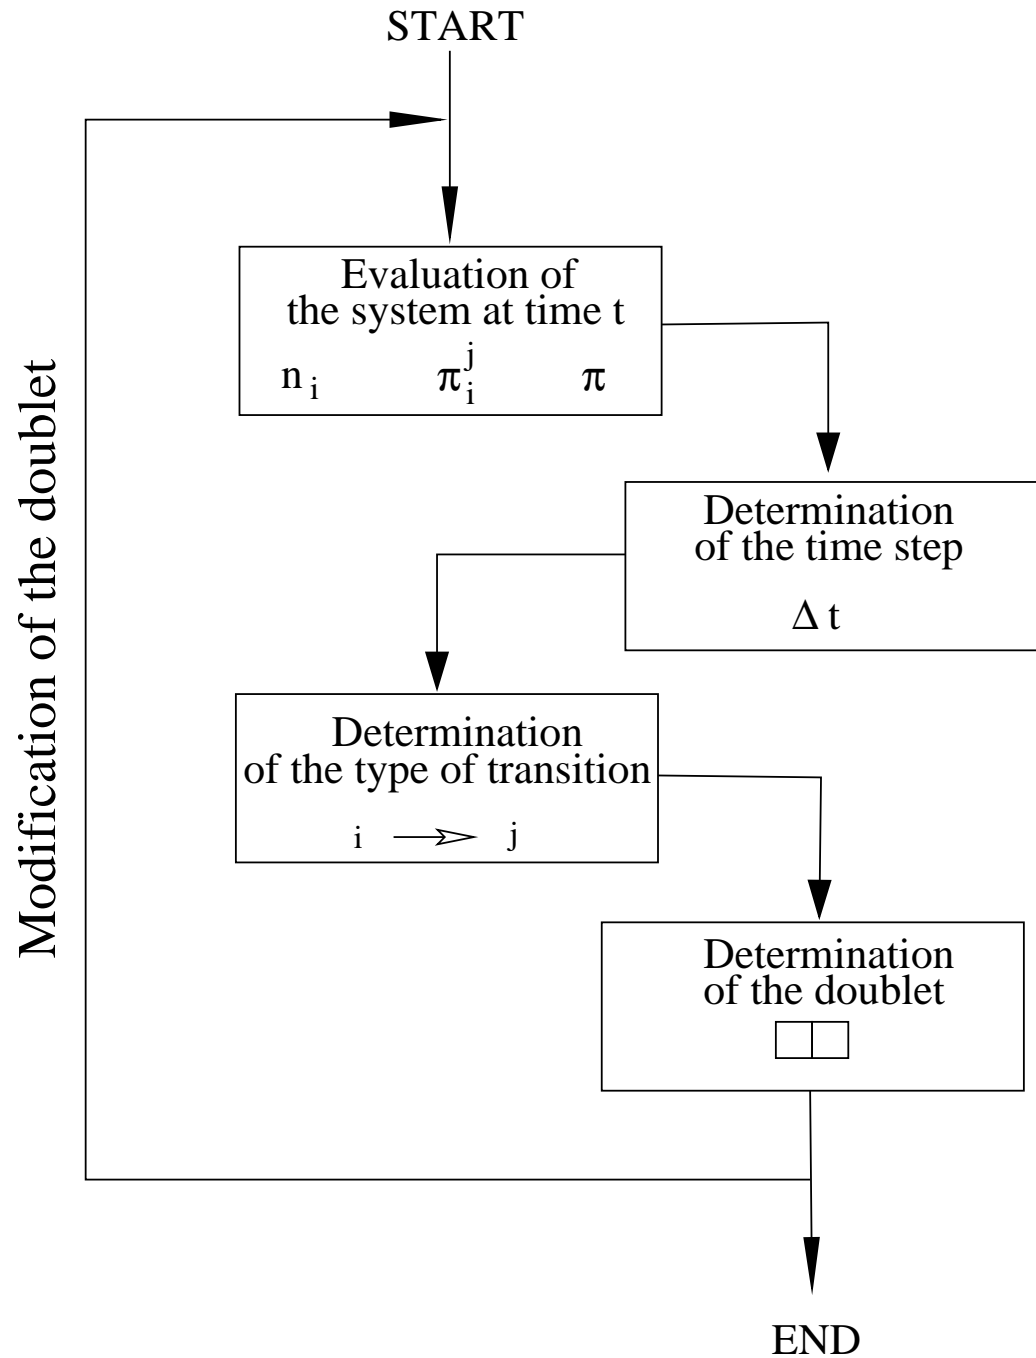 START
Evaluation of
the system at time t
n i π i j π
Determination
of the time step
Δ t
Determination
of the type of transition
i j
Determination
of the doublet
END
Modification of the doublet